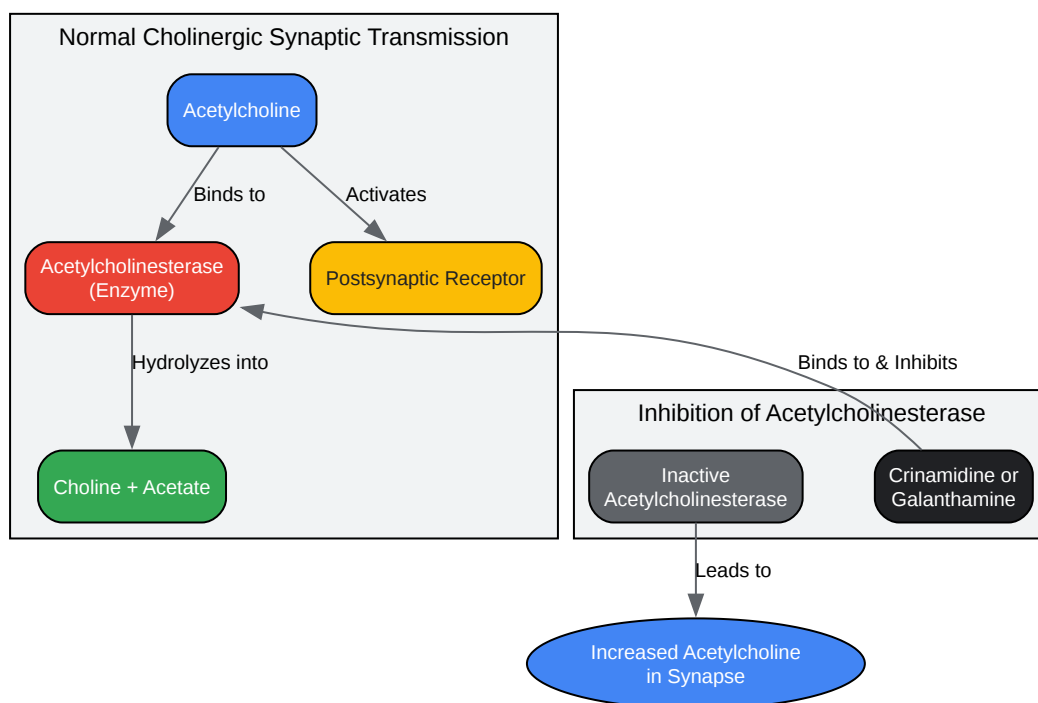 Normal Cholinergic Synaptic Transmission
Acetylcholine
Binds to
Activates
Acetylcholinesterase
(Enzyme)
Postsynaptic Receptor
Hydrolyzes into
Binds to & Inhibits
Inhibition of Acetylcholinesterase
Choline + Acetate
Inactive
Acetylcholinesterase
Crinamidine or
Galanthamine
Leads to
Increased Acetylcholine
in Synapse